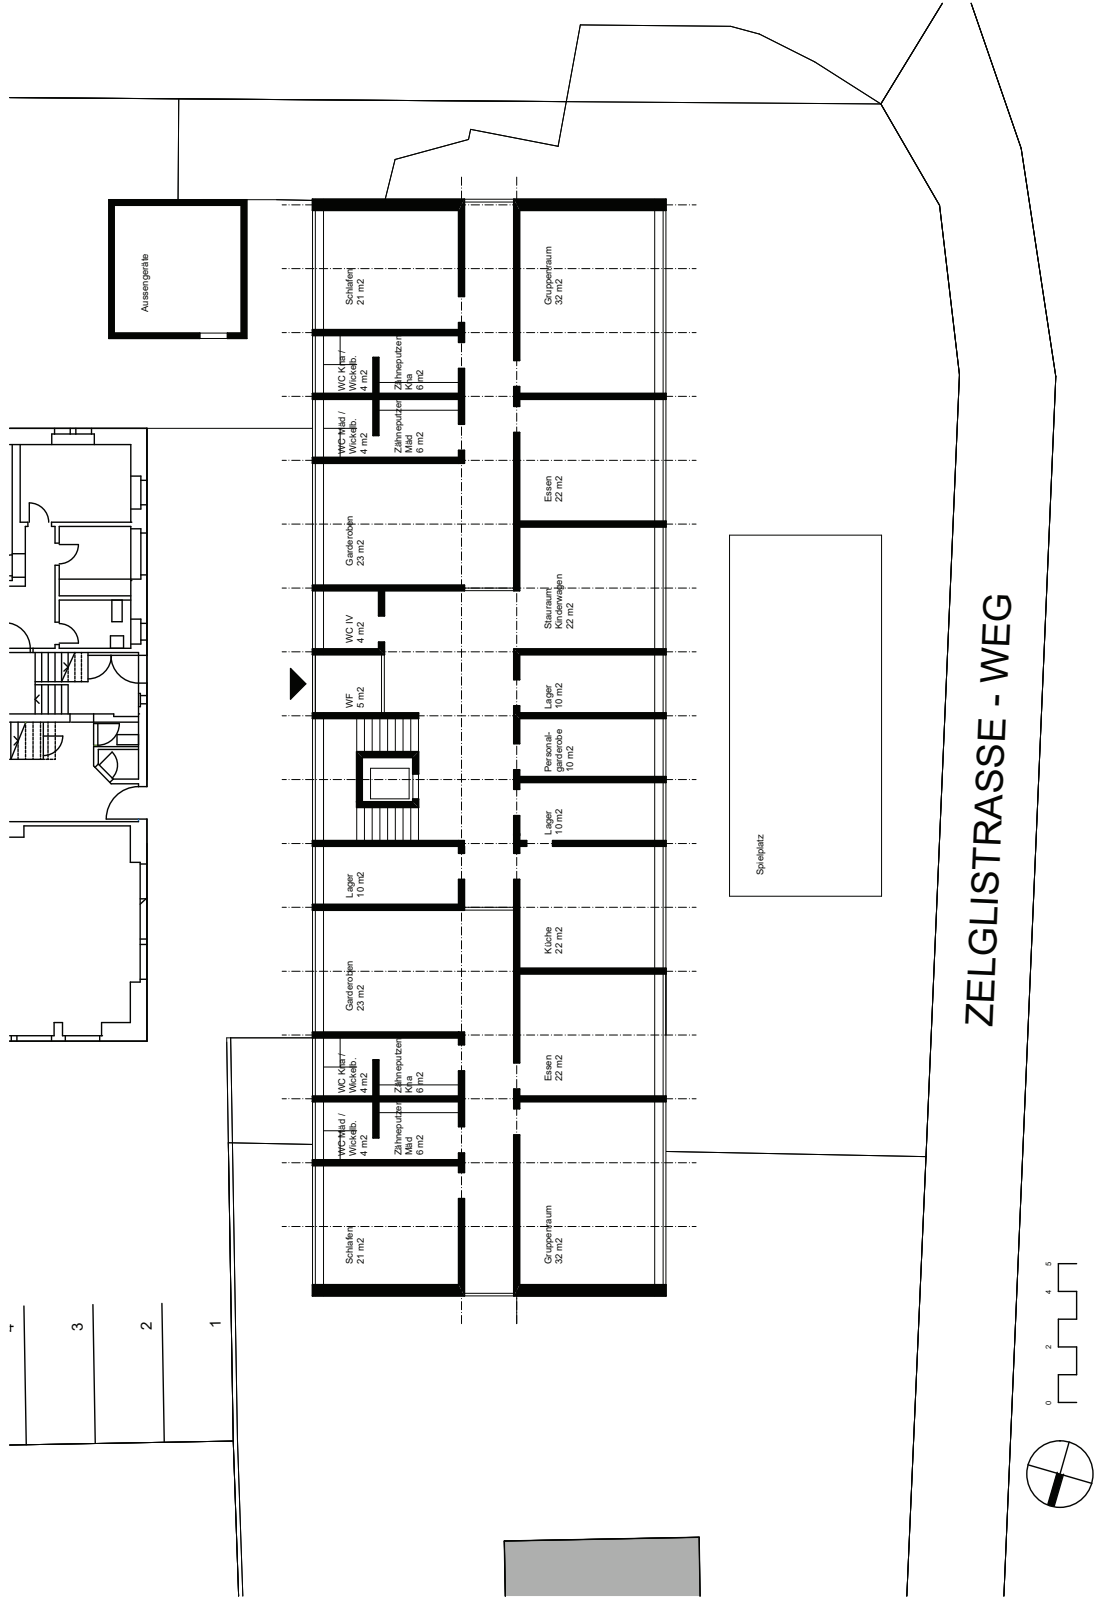 Aussengeräte
Schlafen
21 m2
WC Kna /
Wickelb.
4 m2
Zähneputzen
Kna
6 m2
WC Mäd /
Wickelb.
4 m2
Zähneputzen
Mäd
6 m2
Garderoben
23 m2
WC IV
4 m2
WF
5 m2
Lager
10 m2
Garderoben
23 m2
WC Kna /
Wickelb.
4 m2
Zähneputzen
Kna
6 m2
WC Mäd /
Wickelb.
4 m2
Zähneputzen
Mäd
6 m2
Schlafen
21 m2
Gruppenraum
32 m2
Essen
22 m2
Stauraum
Kinderwagen
22 m2
Lager
10 m2
Personal-
garderobe
10 m2
Lager
10 m2
Küche
22 m2
Essen
22 m2
Gruppenraum
32 m2
Spielplatz
ZELGLISTRASSE - WEG
3
2
1
0
2
4
5